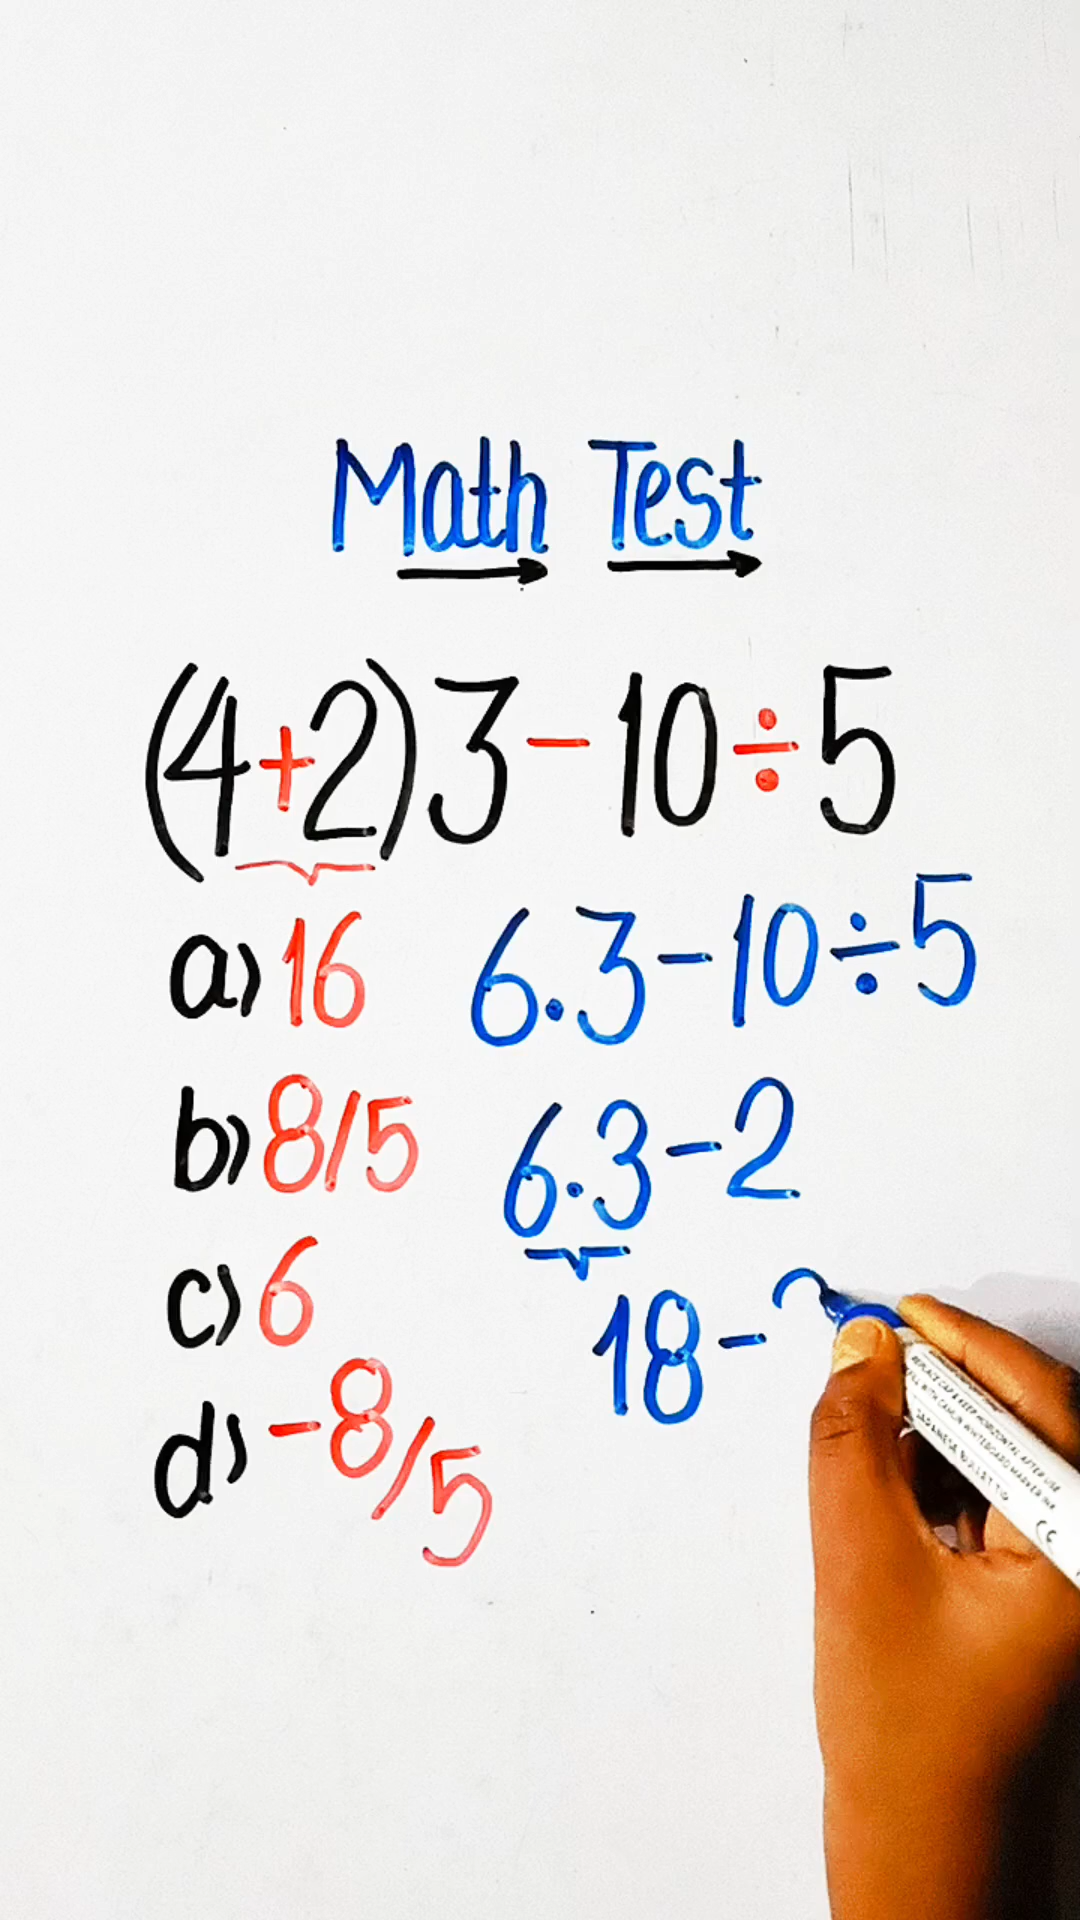 Math Test
(4+2)3-10÷5
a) 16
6.3-10÷5
b) 8/5
6.3-2
c) 6
18-
d) -8/5